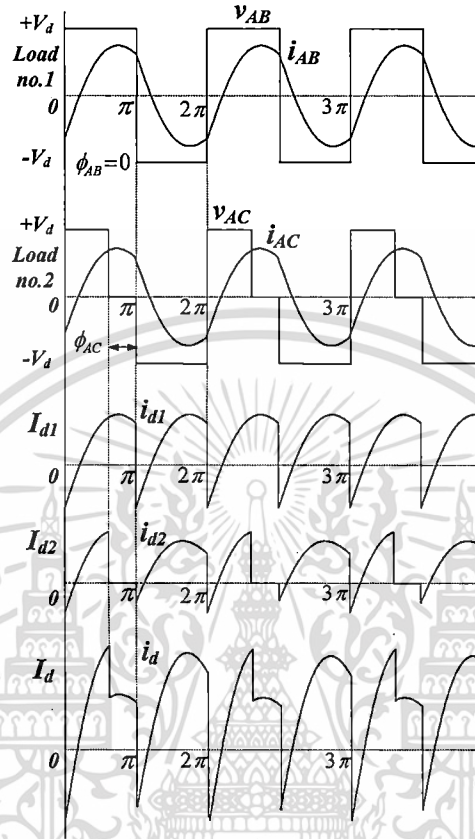 +V_d v_AB
Load no.1 i_AB
0 π 2π 3π
-V_d ϕ_AB=0
+V_d v_AC
Load no.2 i_AC
0 π 2π 3π
ϕ_AC
-V_d
I_d1 i_d1
0 π 2π 3π
I_d2 i_d2
0 π 2π 3π
I_d i_d
0 π 2π 3π